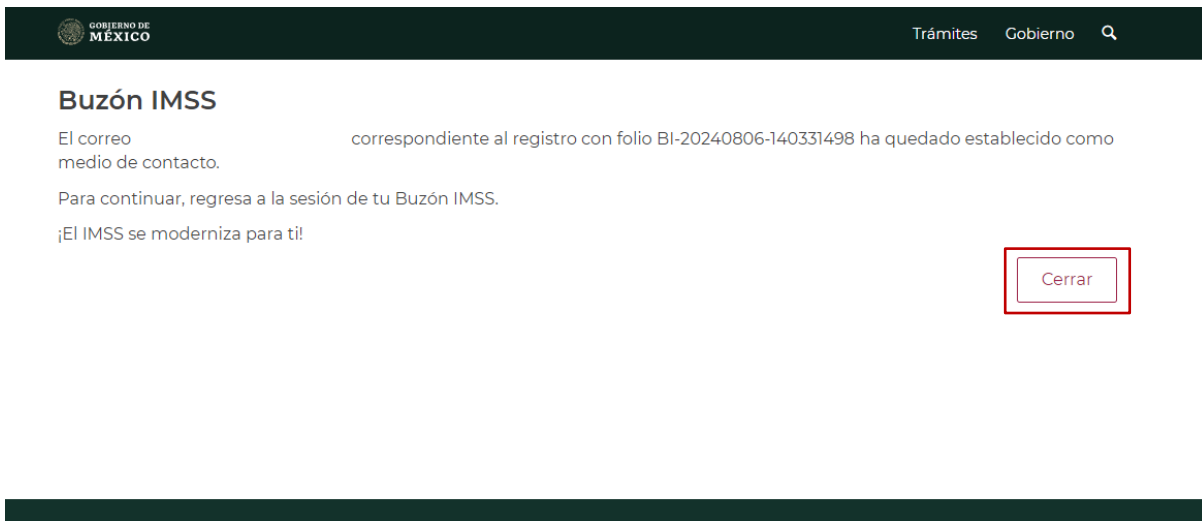 GOBIERNO DE
MÉXICO
Trámites Gobierno
Buzón IMSS
El correo correspondiente al registro con folio BI-20240806-140331498 ha quedado establecido como
medio de contacto.
Para continuar, regresa a la sesión de tu Buzón IMSS.
¡El IMSS se moderniza para ti!
Cerrar